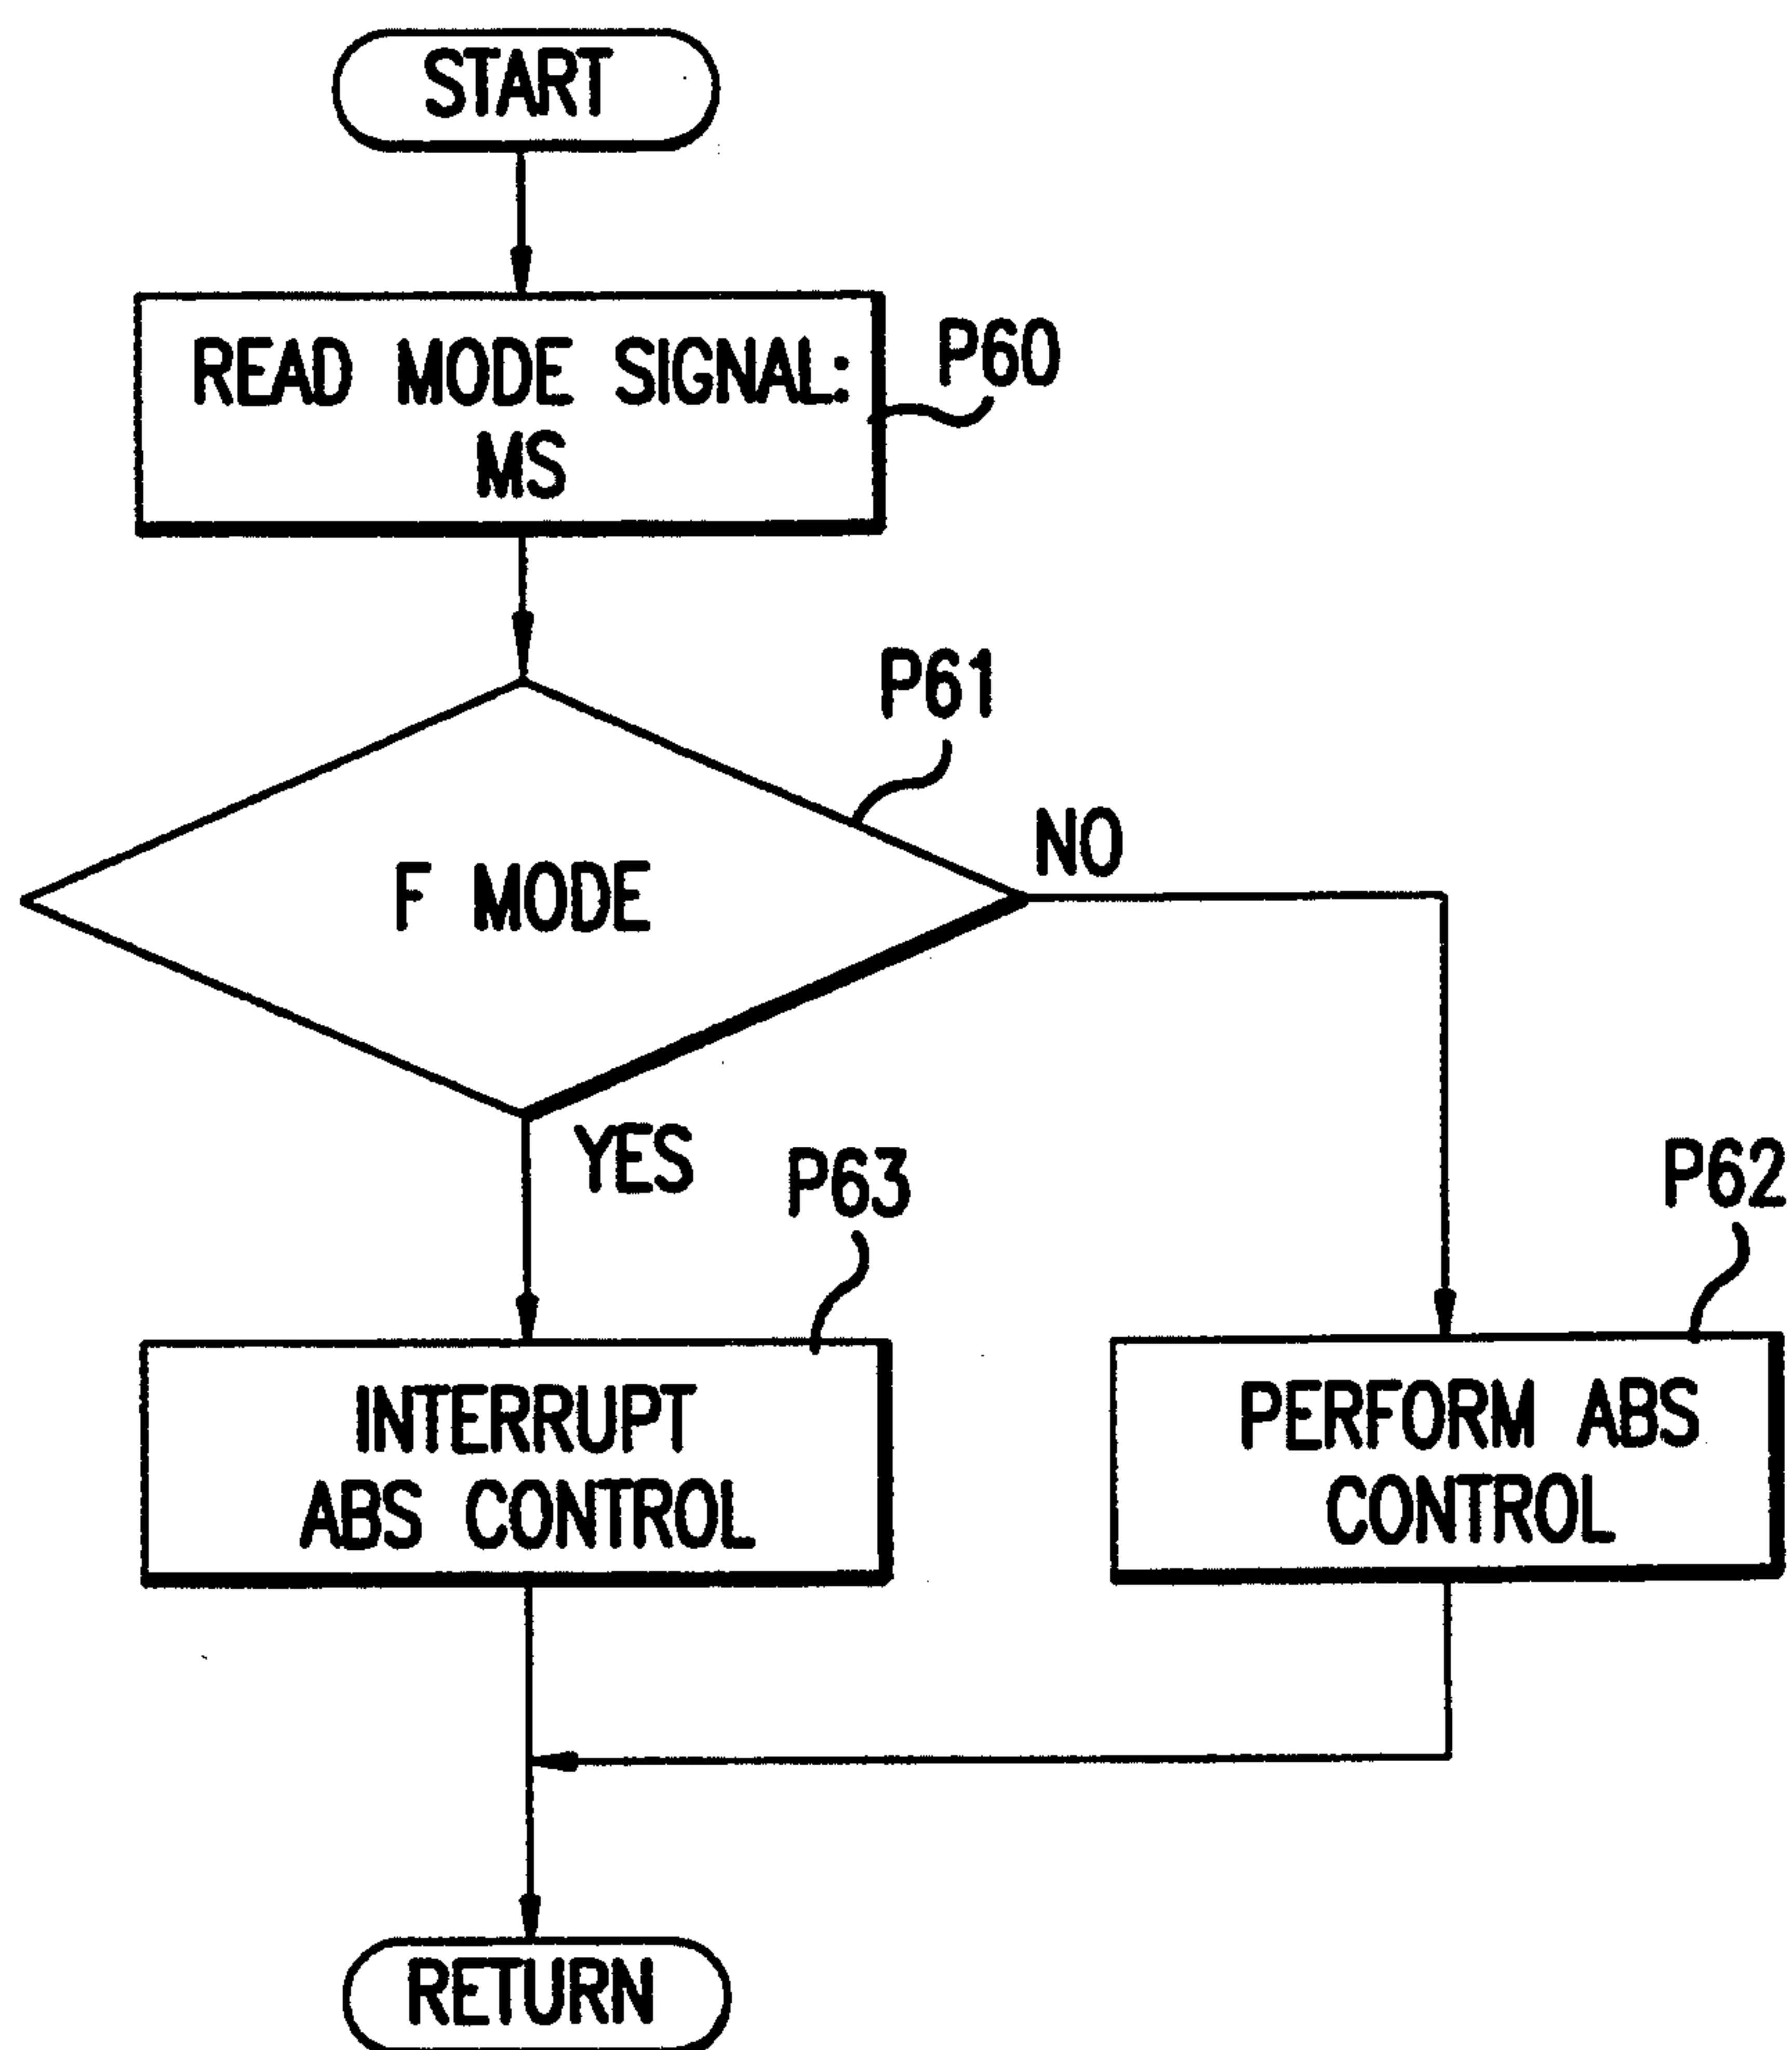 START
READ MODE SIGNAL:
MS
P60
P61
F MODE
NO
YES
P63
P62
INTERRUPT
ABS CONTROL
PERFORM ABS
CONTROL
RETURN